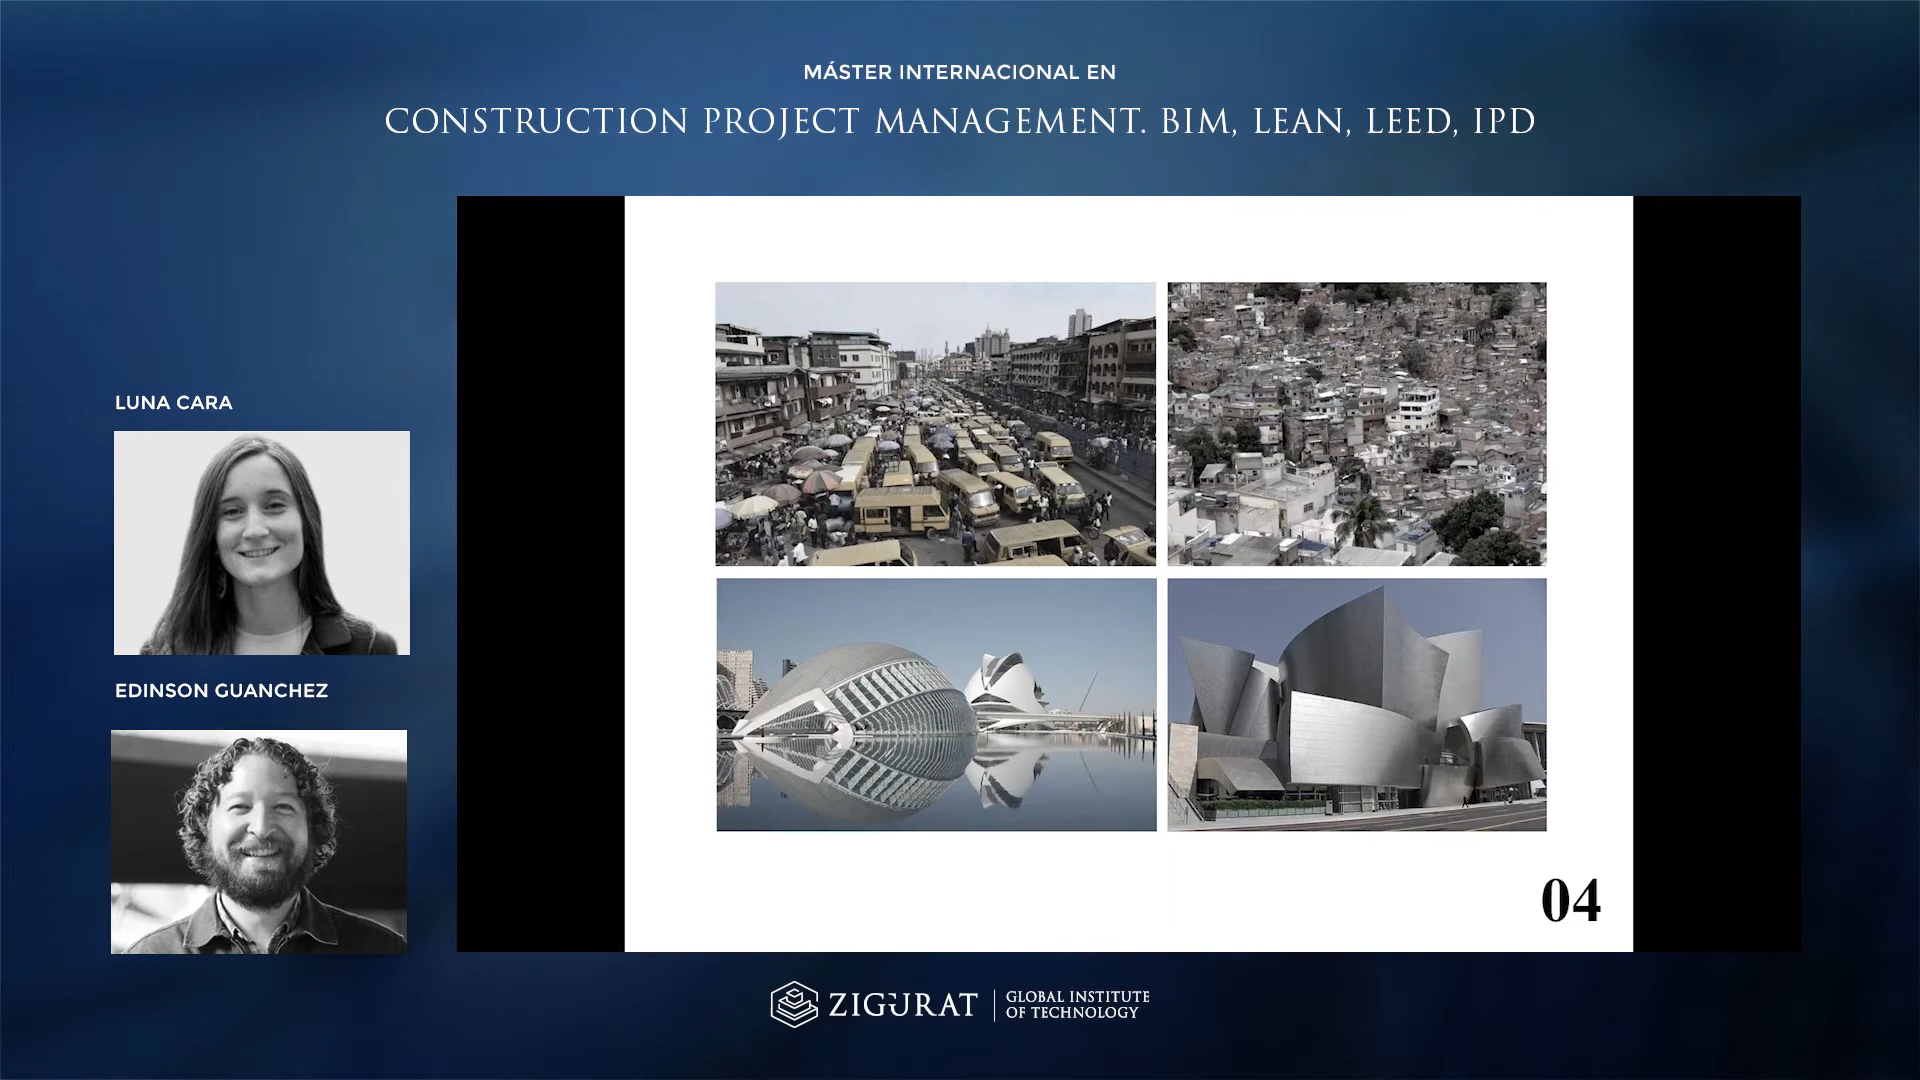 MÁSTER INTERNACIONAL EN
CONSTRUCTION PROJECT MANAGEMENT. BIM, LEAN, LEED, IPD
LUNA CARA
EDINSON GUANCHEZ
04
ZIGURAT
GLOBAL INSTITUTE
OF TECHNOLOGY